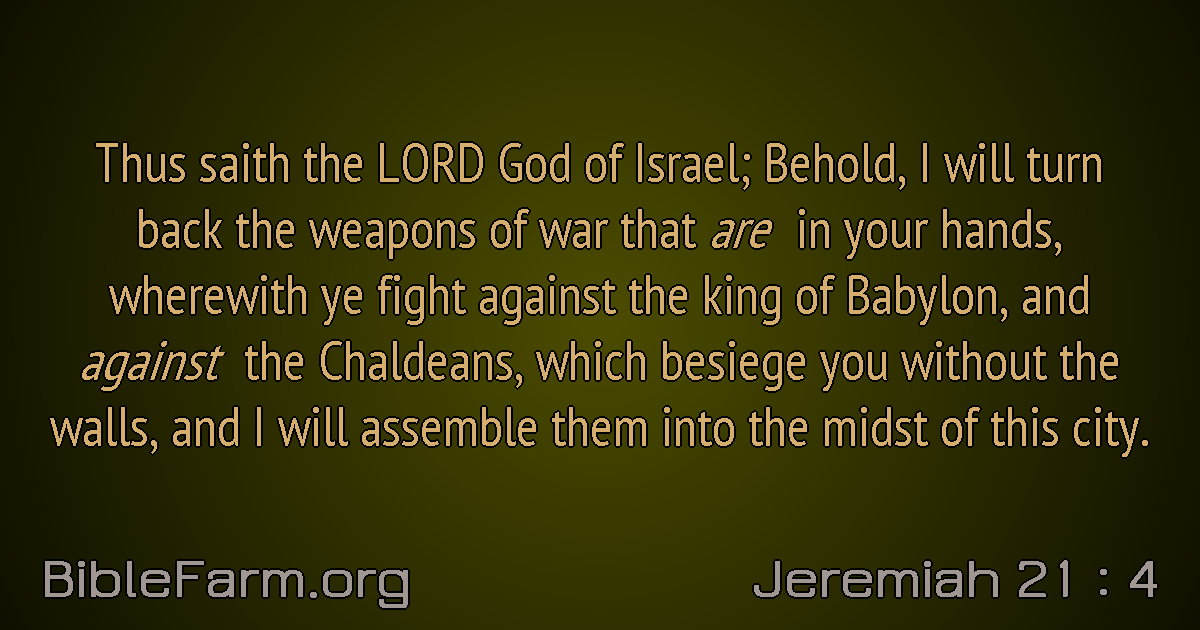 Thus saith the LORD God of Israel; Behold, I will turn
back the weapons of war that are in your hands,
wherewith ye fight against the king of Babylon, and
against the Chaldeans, which besiege you without the
walls, and I will assemble them into the midst of this city.
BibleFarm.org
Jeremiah 21 : 4